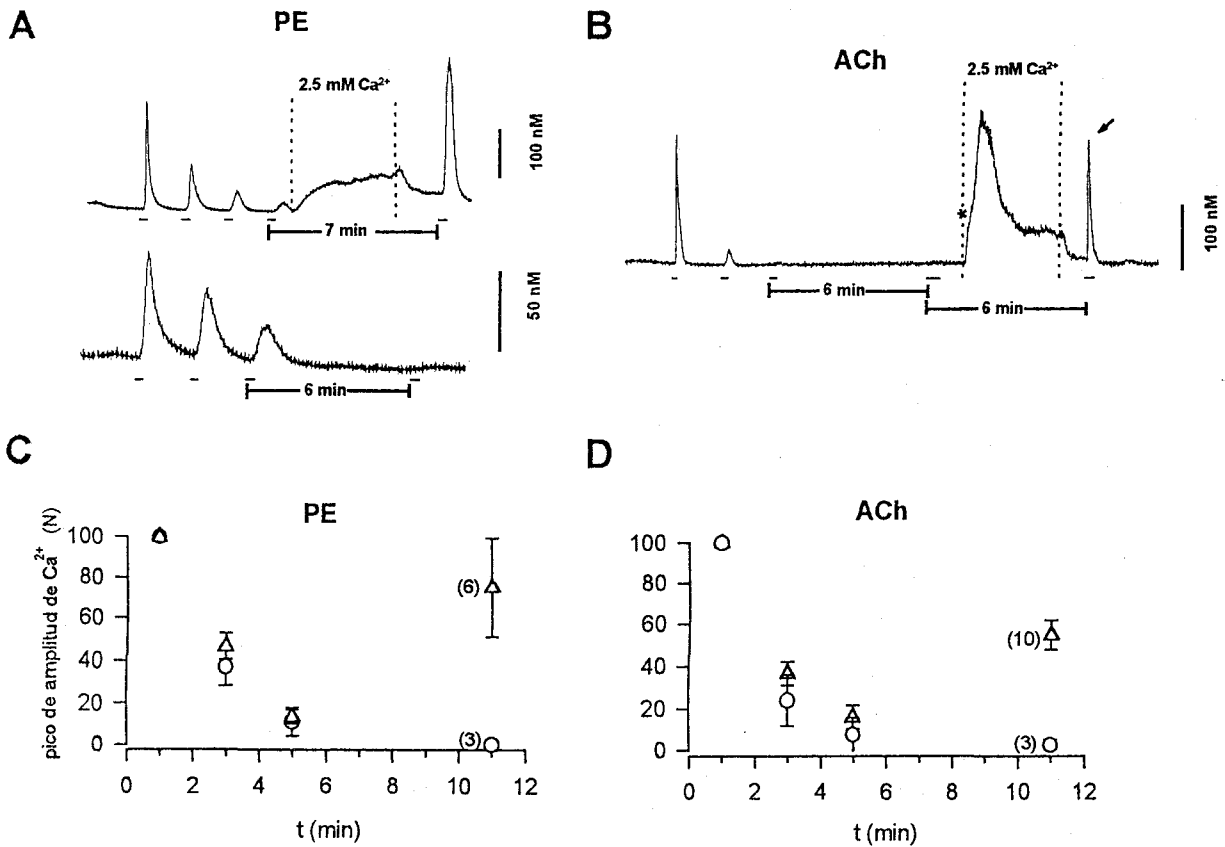 A
PE
2.5 mM Ca²⁺
100 nM
7 min
50 nM
6 min
B
ACh
2.5 mM Ca²⁺
*
100 nM
6 min
6 min
C
PE
pico de amplitud de Ca²⁺ (N)
100
80
60
40
20
0
(6)
(3)
0 2 4 6 8 10 12
t (min)
D
ACh
100
80
60
40
20
0
(10)
(3)
0 2 4 6 8 10 12
t (min)